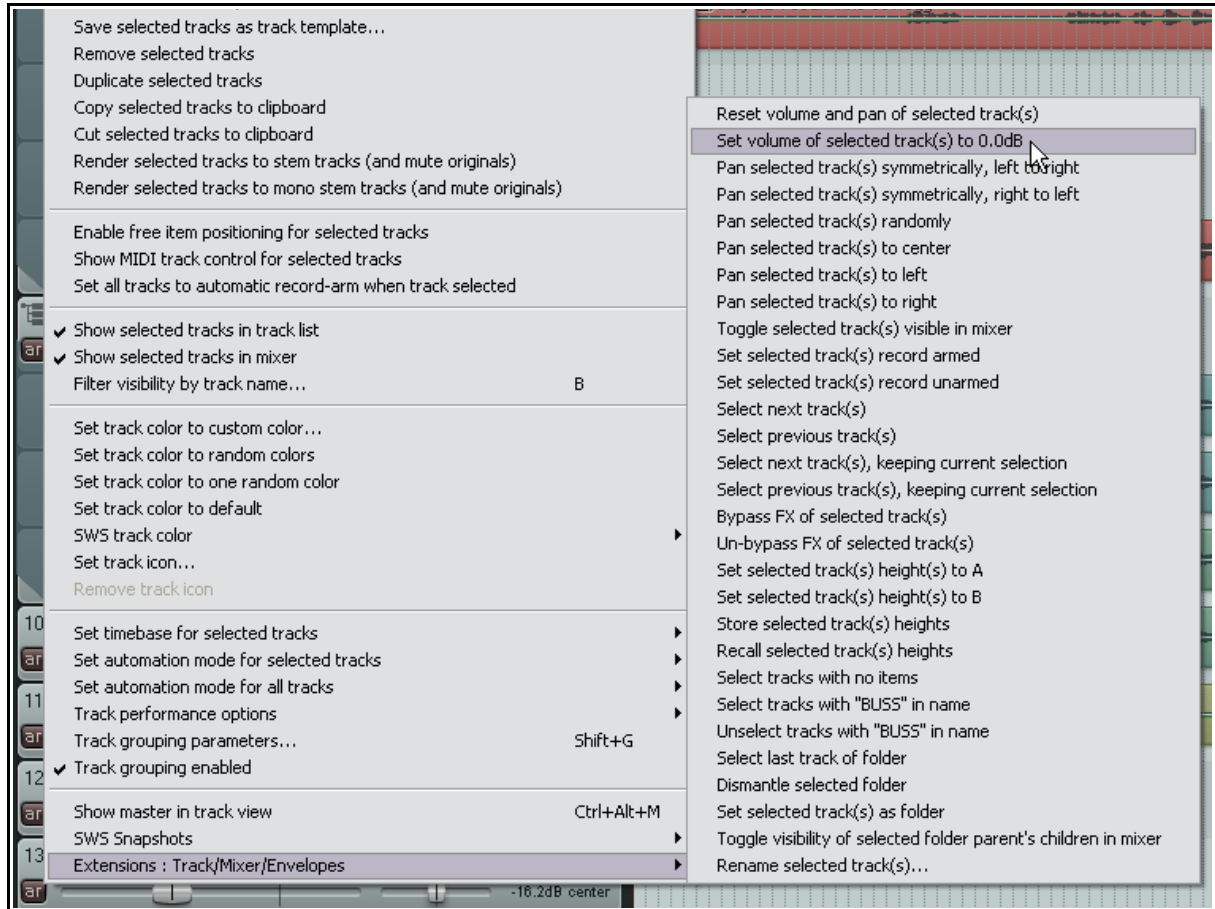 Save selected tracks as track template...
Remove selected tracks
Duplicate selected tracks
Copy selected tracks to clipboard
Cut selected tracks to clipboard
Render selected tracks to stem tracks (and mute originals)
Render selected tracks to mono stem tracks (and mute originals)
Enable free item positioning for selected tracks
Show MIDI track control for selected tracks
Set all tracks to automatic record-arm when track selected
Show selected tracks in track list
Show selected tracks in mixer
Filter visibility by track name... B
Set track color to custom color...
Set track color to random colors
Set track color to one random color
Set track color to default
SWS track color
Set track icon...
Remove track icon
Set timebase for selected tracks
Set automation mode for selected tracks
Set automation mode for all tracks
Track performance options
Track grouping parameters... Shift+G
Track grouping enabled
Show master in track view Ctrl+Alt+M
SWS Snapshots
Extensions : Track/Mixer/Envelopes
Reset volume and pan of selected track(s)
Set volume of selected track(s) to 0.0dB
Pan selected track(s) symmetrically, left to right
Pan selected track(s) symmetrically, right to left
Pan selected track(s) randomly
Pan selected track(s) to center
Pan selected track(s) to left
Pan selected track(s) to right
Toggle selected track(s) visible in mixer
Set selected track(s) record armed
Set selected track(s) record unarmed
Select next track(s)
Select previous track(s)
Select next track(s), keeping current selection
Select previous track(s), keeping current selection
Bypass FX of selected track(s)
Un-bypass FX of selected track(s)
Set selected track(s) height(s) to A
Set selected track(s) height(s) to B
Store selected track(s) heights
Recall selected track(s) heights
Select tracks with no items
Select tracks with "BUSS" in name
Unselect tracks with "BUSS" in name
Select last track of folder
Dismantle selected folder
Set selected track(s) as folder
Toggle visibility of selected folder parent's children in mixer
Rename selected track(s)...
ar
10
ar
11
ar
12
ar
13
ar
-16.2dB center